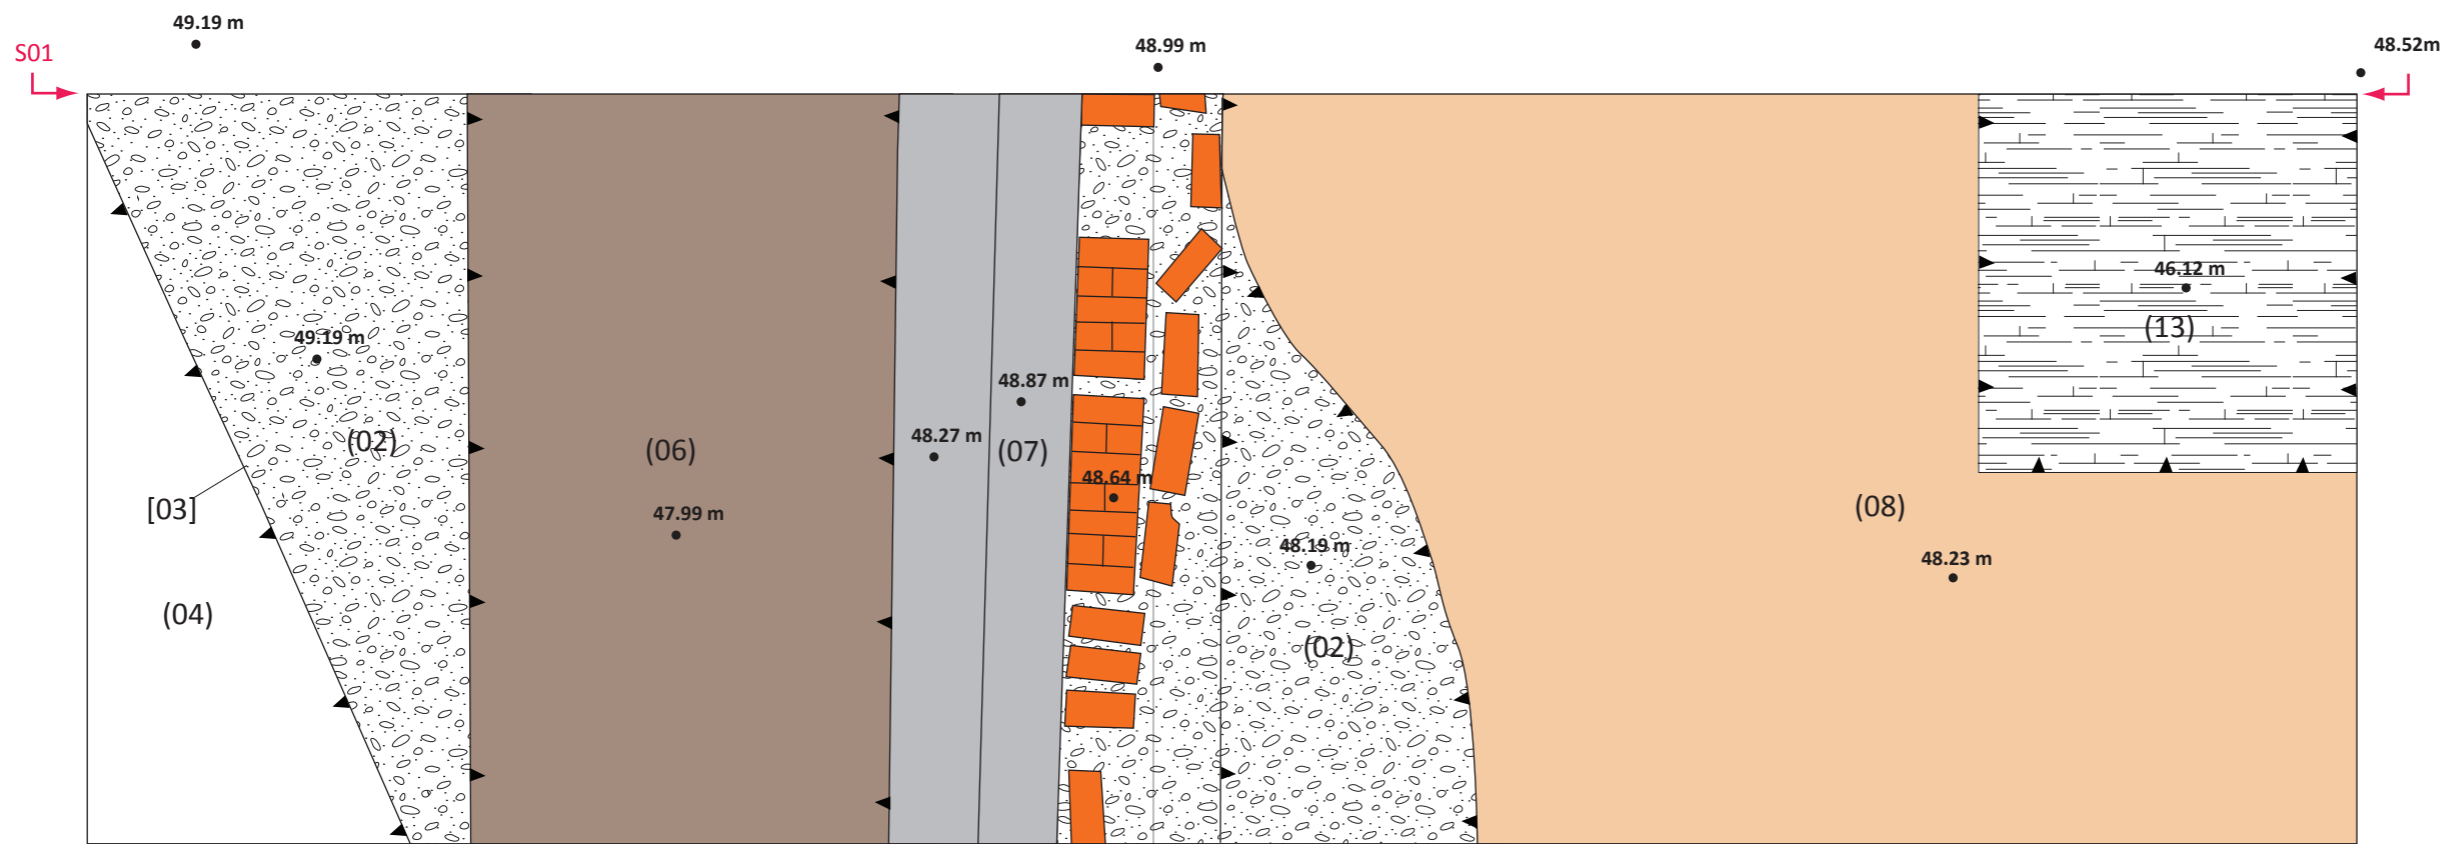 49.19 m
48.99 m
48.52m
S01
46.12 m
(13)
49.19 m
48.87 m
(02)
48.27 m
(07)
(06)
48.64 m
[03]
47.99 m
(08)
48.19 m
48.23 m
(04)
(02)